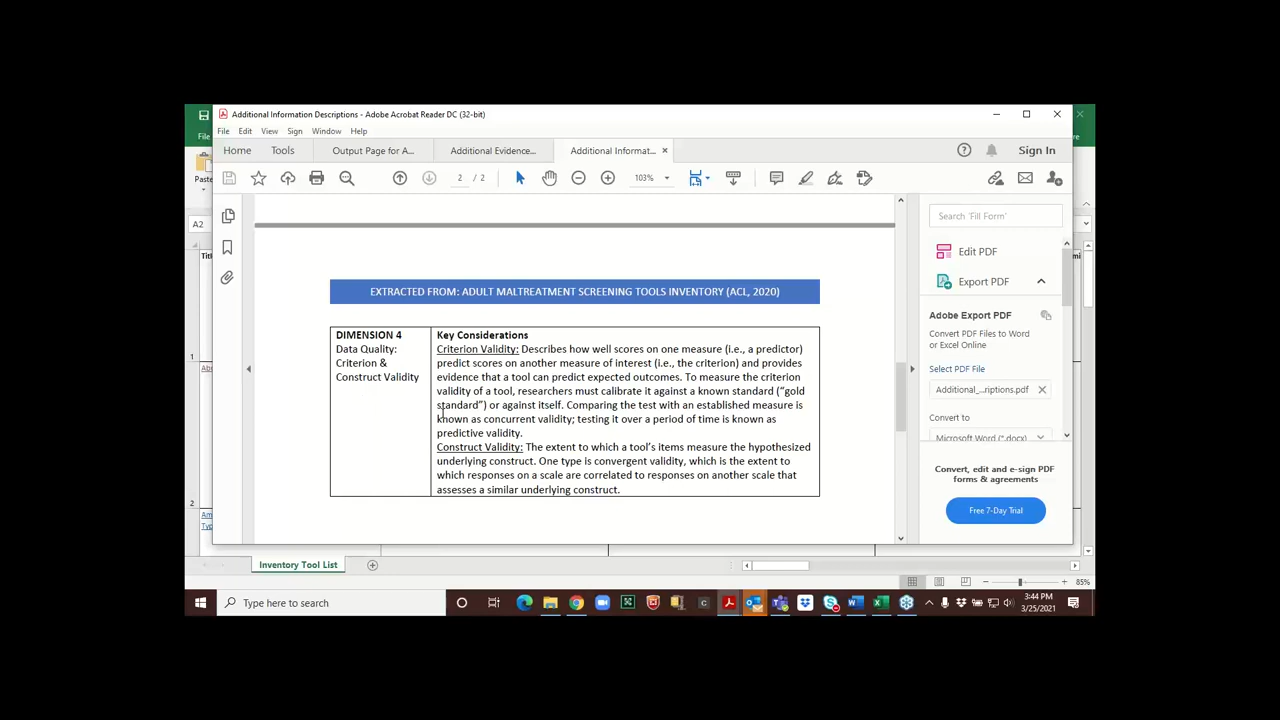 Additional Information Descriptions - Adobe Acrobat Reader DC (32-bit)
File Edit View Sign Window Help
Home Tools Output Page for A... Additional Evidence... Additional Informat... × Sign In
Paste 2 / 2 103%
A2
Search 'Fill Form'
Edit PDF
Export PDF
Adobe Export PDF
Convert PDF Files to Word
or Excel Online
Select PDF File
Additional_...riptions.pdf
Convert to
Microsoft Word (*.docx)
Convert, edit and e-sign PDF
forms & agreements
Free 7-Day Trial
EXTRACTED FROM: ADULT MALTREATMENT SCREENING TOOLS INVENTORY (ACL, 2020)
DIMENSION 4
Data Quality:
Criterion &
Construct Validity
Key Considerations
Criterion Validity: Describes how well scores on one measure (i.e., a predictor)
predict scores on another measure of interest (i.e., the criterion) and provides
evidence that a tool can predict expected outcomes. To measure the criterion
validity of a tool, researchers must calibrate it against a known standard (“gold
standard”) or against itself. Comparing the test with an established measure is
known as concurrent validity; testing it over a period of time is known as
predictive validity.
Construct Validity: The extent to which a tool’s items measure the hypothesized
underlying construct. One type is convergent validity, which is the extent to
which responses on a scale are correlated to responses on another scale that
assesses a similar underlying construct.
1
2
Inventory Tool List
85%
Type here to search
3:44 PM
3/25/2021